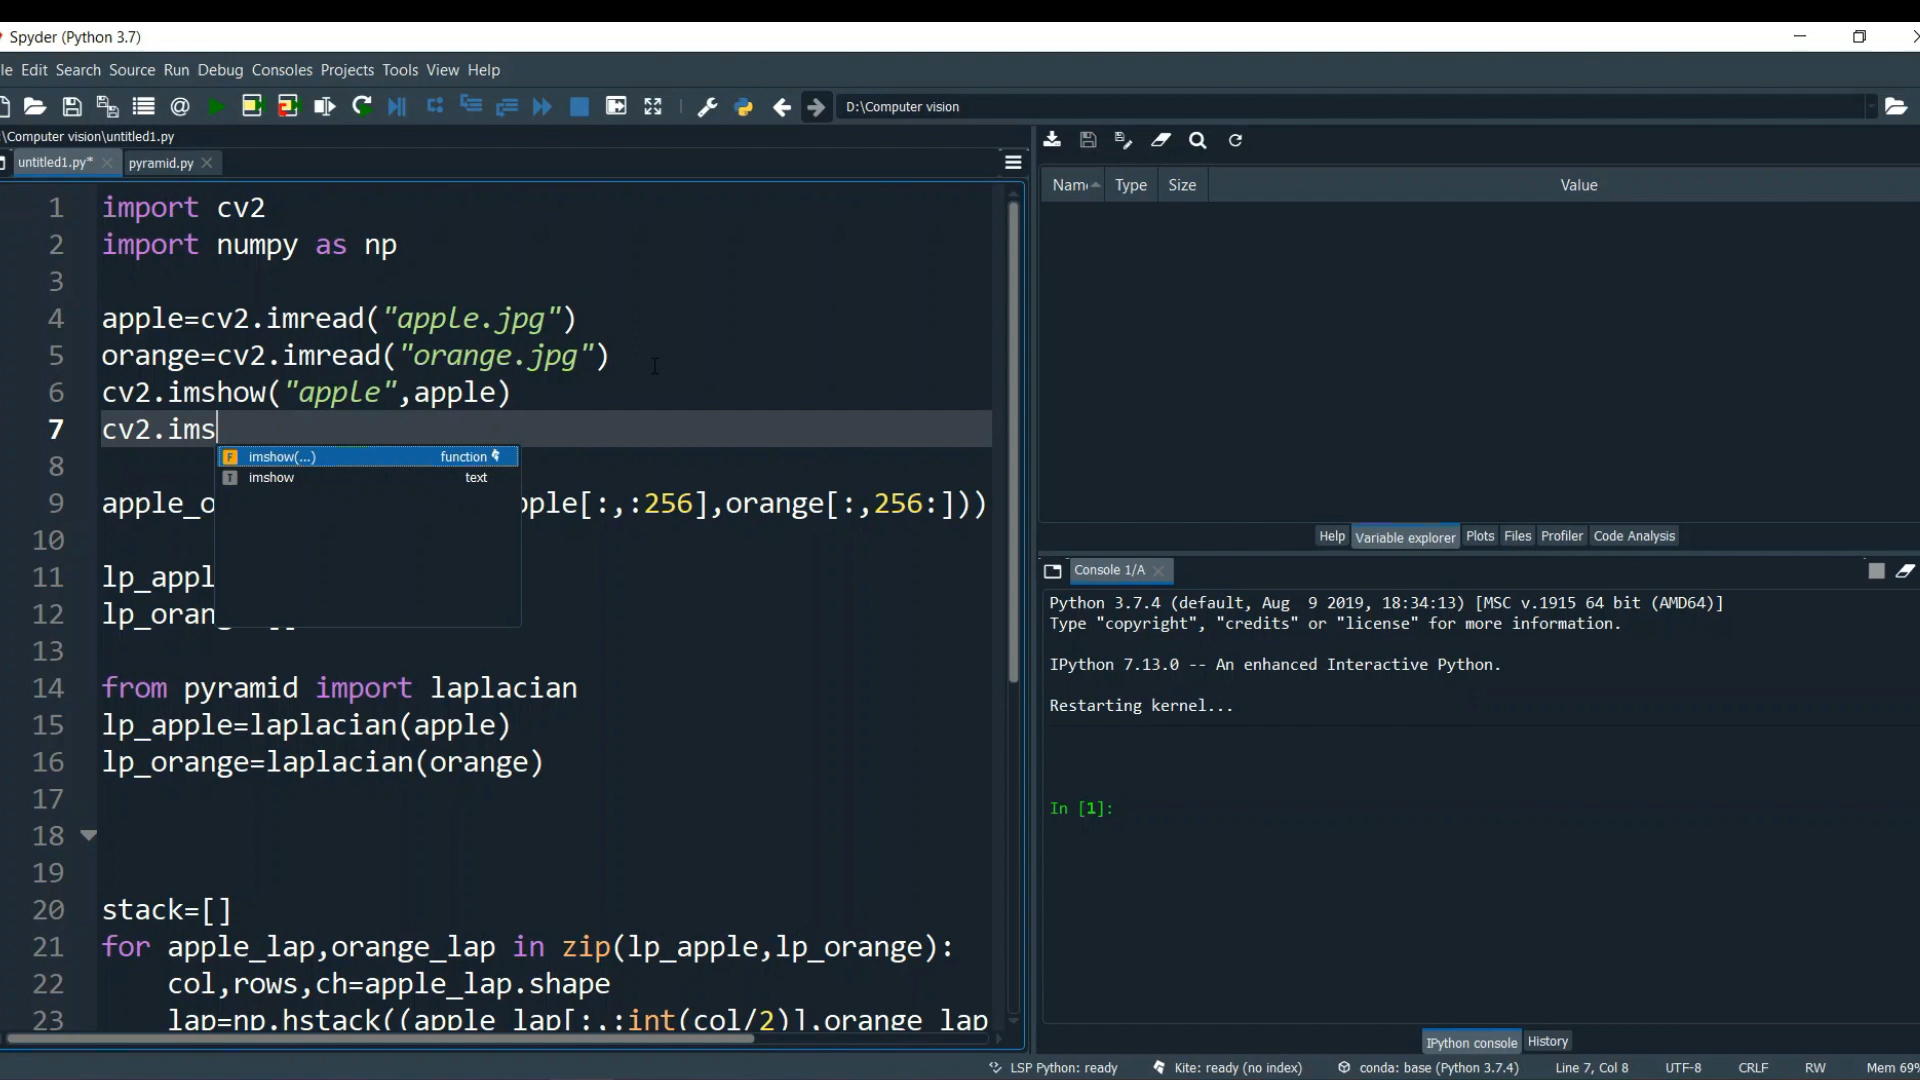 Spyder (Python 3.7)
le Edit Search Source Run Debug Consoles Projects Tools View Help
D:\Computer vision
:\Computer vision\untitled1.py
untitled1.py* pyramid.py
1 import cv2
2 import numpy as np
3
4 apple=cv2.imread("apple.jpg")
5 orange=cv2.imread("orange.jpg")
6 cv2.imshow("apple",apple)
7 cv2.ims
imshow(...) function
8
imshow text
9 apple_o pple[:,:256],orange[:,256:]))
10
11 lp_appl
12 lp_oran
13
14 from pyramid import laplacian
15 lp_apple=laplacian(apple)
16 lp_orange=laplacian(orange)
17
18
19
20 stack=[]
21 for apple_lap,orange_lap in zip(lp_apple,lp_orange):
22 col,rows,ch=apple_lap.shape
23 lap=np.hstack((apple_lap[:,:int(col/2)],orange_lap
Name Type Size Value
Help Variable explorer Plots Files Profiler Code Analysis
Console 1/A
Python 3.7.4 (default, Aug 9 2019, 18:34:13) [MSC v.1915 64 bit (AMD64)]
Type "copyright", "credits" or "license" for more information.
IPython 7.13.0 -- An enhanced Interactive Python.
Restarting kernel...
In [1]:
IPython console History
LSP Python: ready Kite: ready (no index) conda: base (Python 3.7.4) Line 7, Col 8 UTF-8 CRLF RW Mem 69%